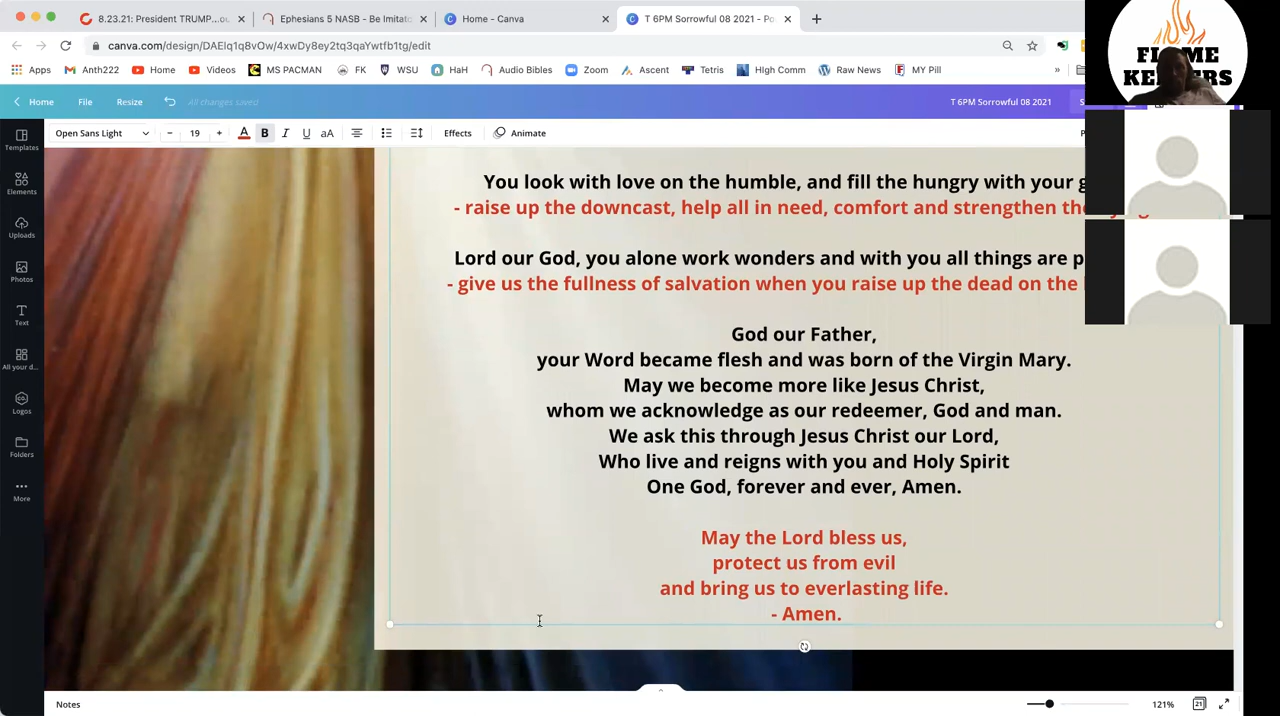 8.23.21: President TRUMP...ou
Ephesians 5 NASB - Be Imitato
Home - Canva
T 6PM Sorrowful 08 2021 - Po
canva.com/design/DAElq1q8vOw/4xwDy8ey2tq3qaYwtfb1tg/edit
Apps Anth222 Home Videos MS PACMAN FK WSU HaH Audio Bibles Zoom Ascent Tetris HIgh Comm Raw News MY Pill »
FLAME
KEEPERS
Home File Resize All changes saved T 6PM Sorrowful 08 2021
Open Sans Light – 19 + A B I U aA Effects Animate
Templates
Elements
Uploads
Photos
Text
All your d...
Logos
Folders
More
You look with love on the humble, and fill the hungry with your
- raise up the downcast, help all in need, comfort and strengthen the
Lord our God, you alone work wonders and with you all things are
- give us the fullness of salvation when you raise up the dead on the
God our Father,
your Word became flesh and was born of the Virgin Mary.
May we become more like Jesus Christ,
whom we acknowledge as our redeemer, God and man.
We ask this through Jesus Christ our Lord,
Who live and reigns with you and Holy Spirit
One God, forever and ever, Amen.
May the Lord bless us,
protect us from evil
and bring us to everlasting life.
- Amen.
Notes 121% 21